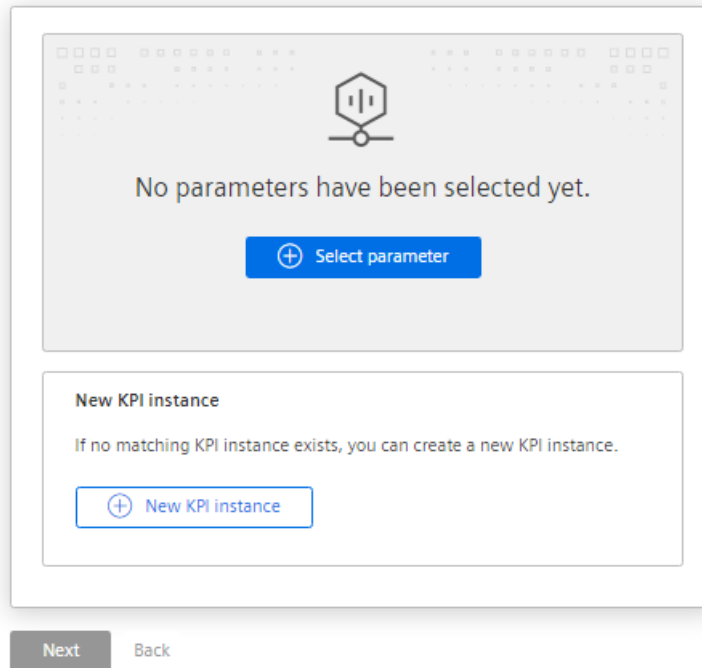 No parameters have been selected yet.
Select parameter
New KPI instance
If no matching KPI instance exists, you can create a new KPI instance.
New KPI instance
Next
Back